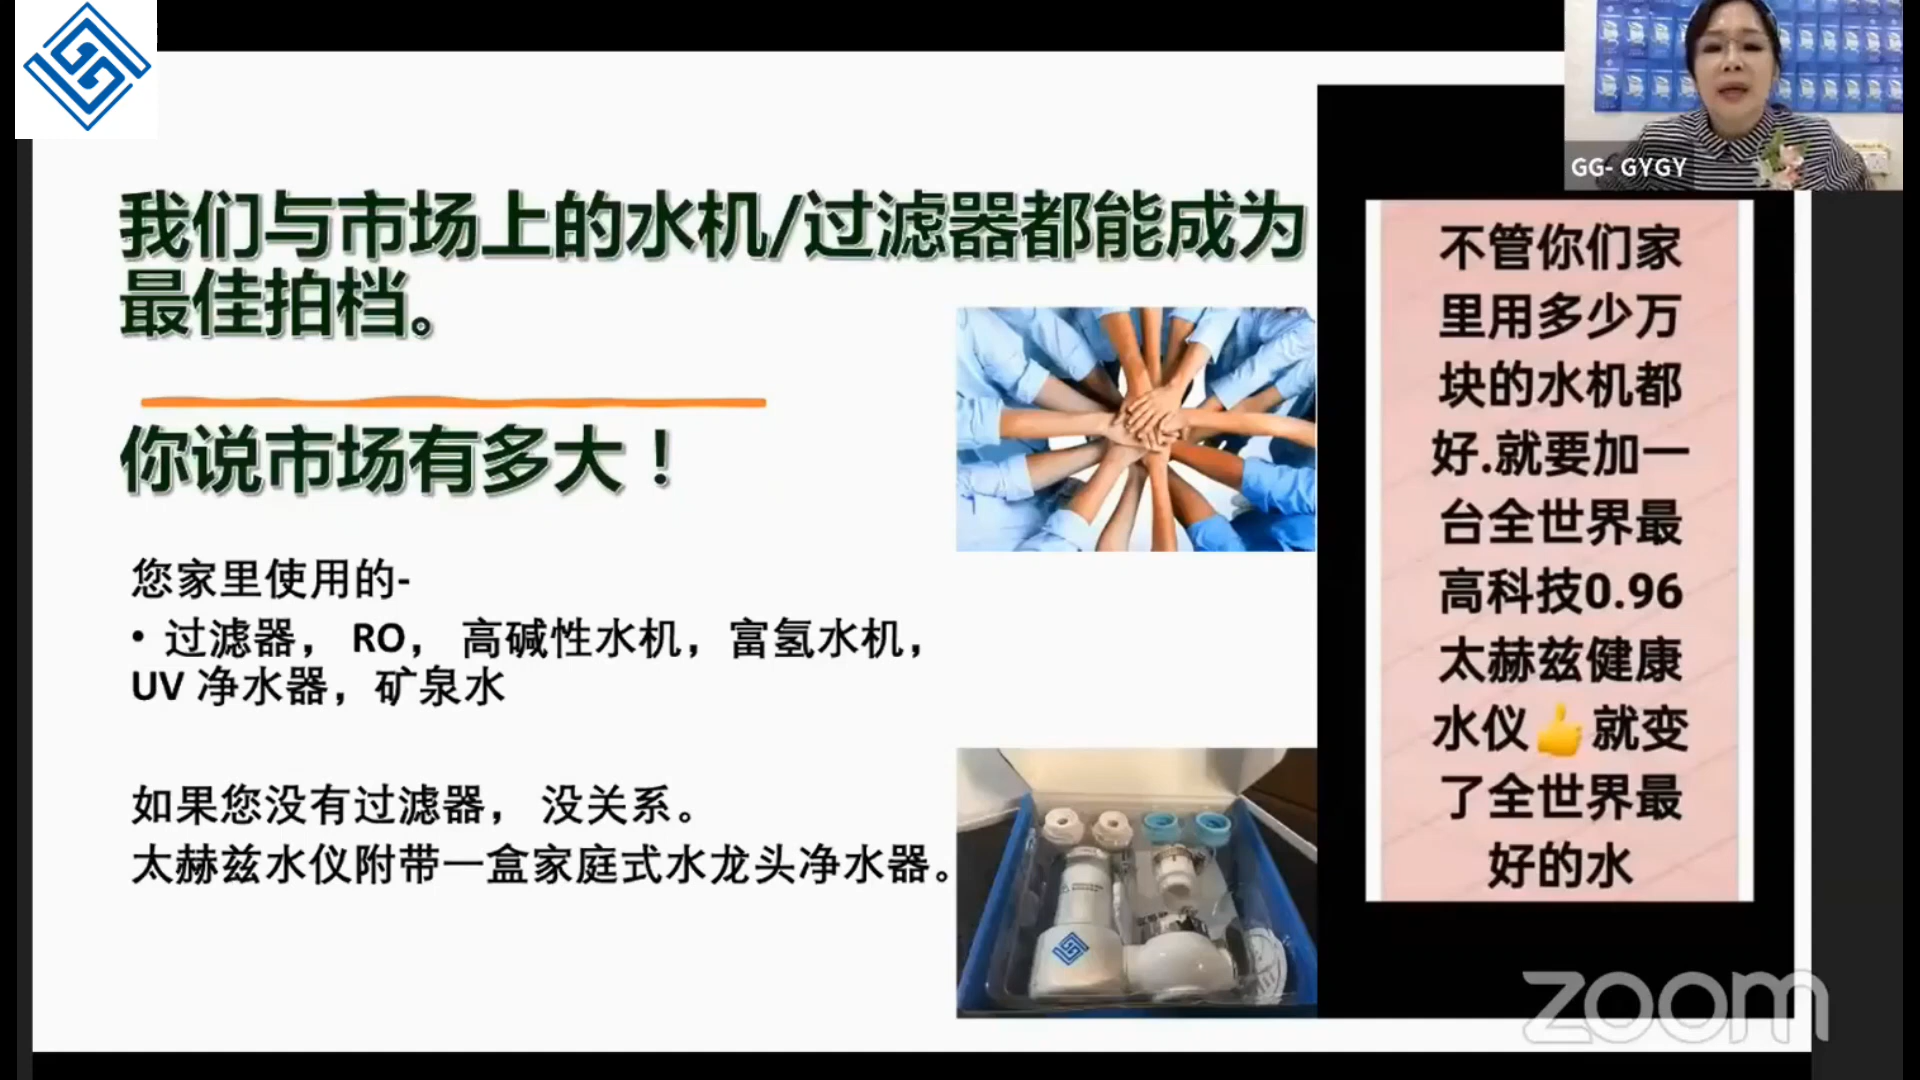 我们与市场上的水机/过滤器都能成为
最佳拍档。
你说市场有多大！
您家里使用的-
• 过滤器， RO， 高碱性水机，富氢水机，
UV 净水器，矿泉水
如果您没有过滤器， 没关系。
太赫兹水仪附带一盒家庭式水龙头净水器。
GG- GYGY
不管你们家
里用多少万
块的水机都
好.就要加一
台全世界最
高科技0.96
太赫兹健康
水仪👍就变
了全世界最
好的水
zoom